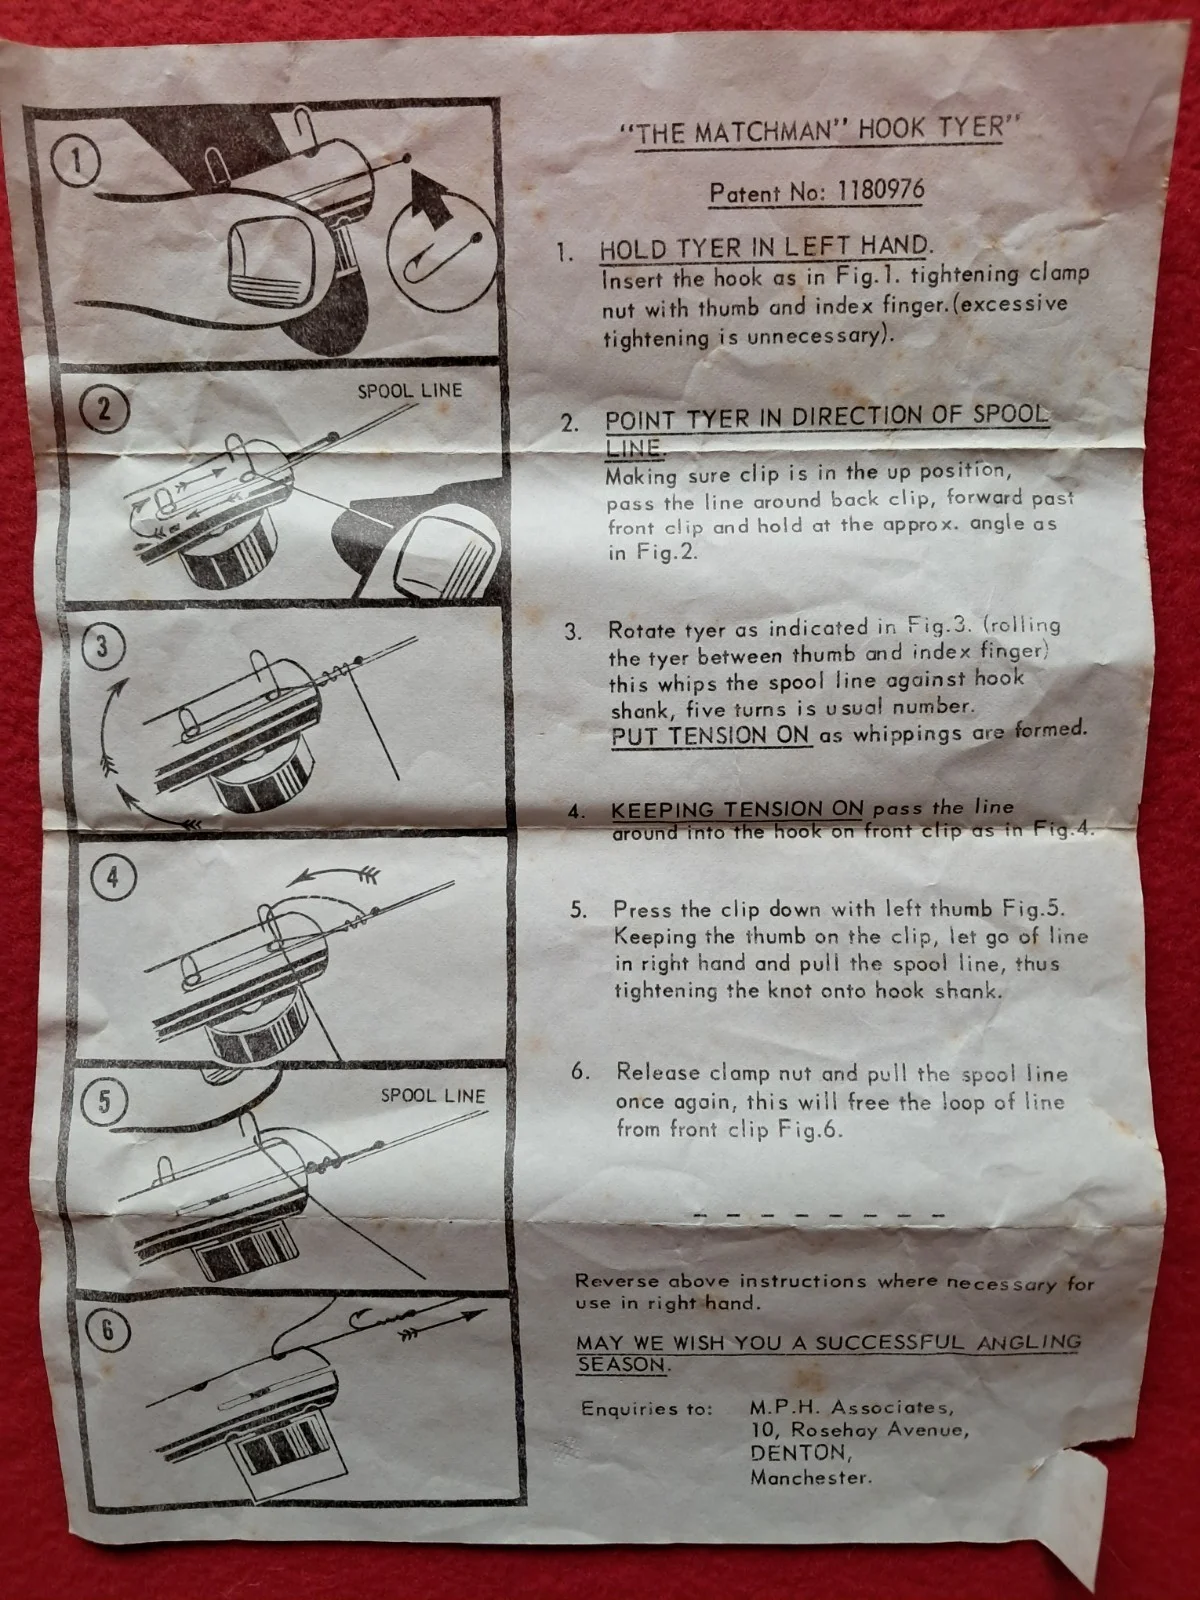 "THE MATCHMAN" HOOK TYER"
Patent No: 1180976
1. HOLD TYER IN LEFT HAND.
Insert the hook as in Fig.1. tightening clamp
nut with thumb and index finger.(excessive
tightening is unnecessary).
2. POINT TYER IN DIRECTION OF SPOOL
LINE.
Making sure clip is in the up position,
pass the line around back clip, forward past
front clip and hold at the approx. angle as
in Fig.2.
3. Rotate tyer as indicated in Fig.3. (rolling
the tyer between thumb and index finger)
this whips the spool line against hook
shank, five turns is usual number.
PUT TENSION ON as whippings are formed.
4. KEEPING TENSION ON pass the line
around into the hook on front clip as in Fig.4.
5. Press the clip down with left thumb Fig.5.
Keeping the thumb on the clip, let go of line
in right hand and pull the spool line, thus
tightening the knot onto hook shank.
6. Release clamp nut and pull the spool line
once again, this will free the loop of line
from front clip Fig.6.
Reverse above instructions where necessary for
use in right hand.
MAY WE WISH YOU A SUCCESSFUL ANGLING
SEASON.
Enquiries to: M.P.H. Associates,
10, Rosehay Avenue,
DENTON,
Manchester.
1
2
SPOOL LINE
3
4
5
SPOOL LINE
6